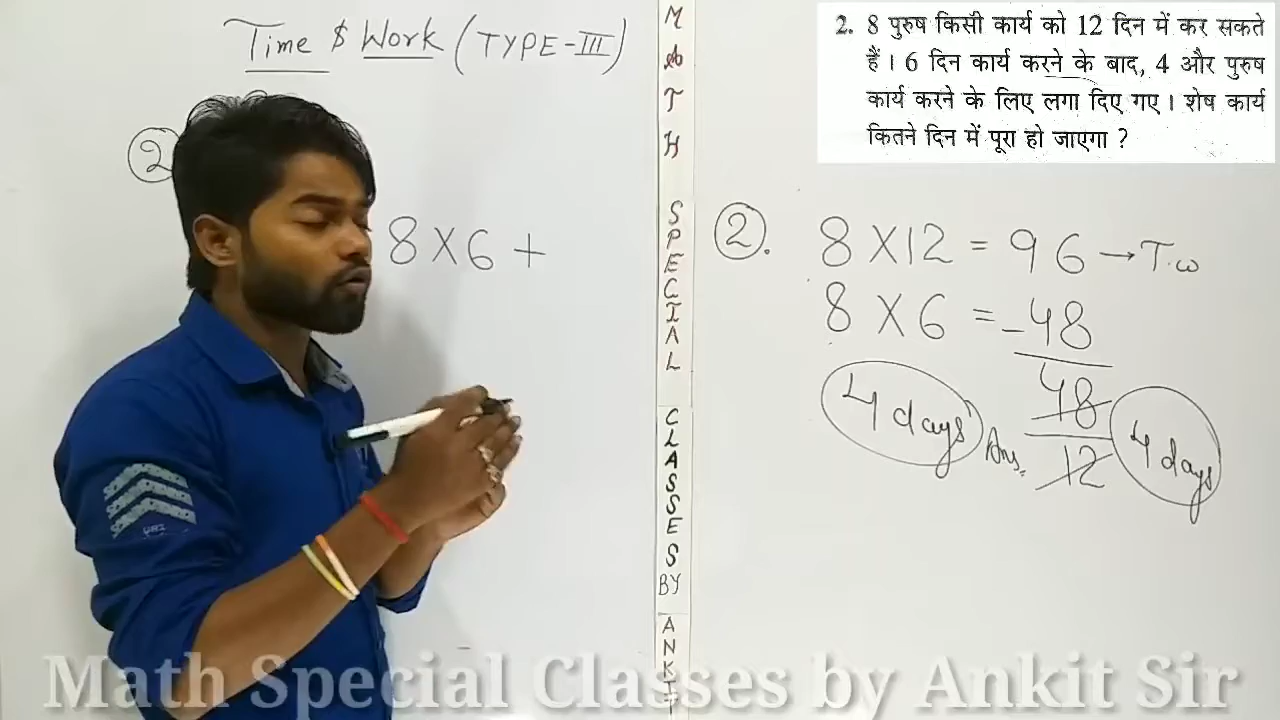 Time & Work (TYPE-III)
2
8 X 6 +
MATH SPECIAL CLASSES BY ANKIT
2. 8 पुरुष किसी कार्य को 12 दिन में कर सकते
हैं। 6 दिन कार्य करने के बाद, 4 और पुरुष
कार्य करने के लिए लगा दिए गए। शेष कार्य
कितने दिन में पूरा हो जाएगा ?
2.
8 X 12 = 96 → T.w
8 X 6 = - 48
48
12
4 days
4 days Ans.
Math Special Classes by Ankit Sir